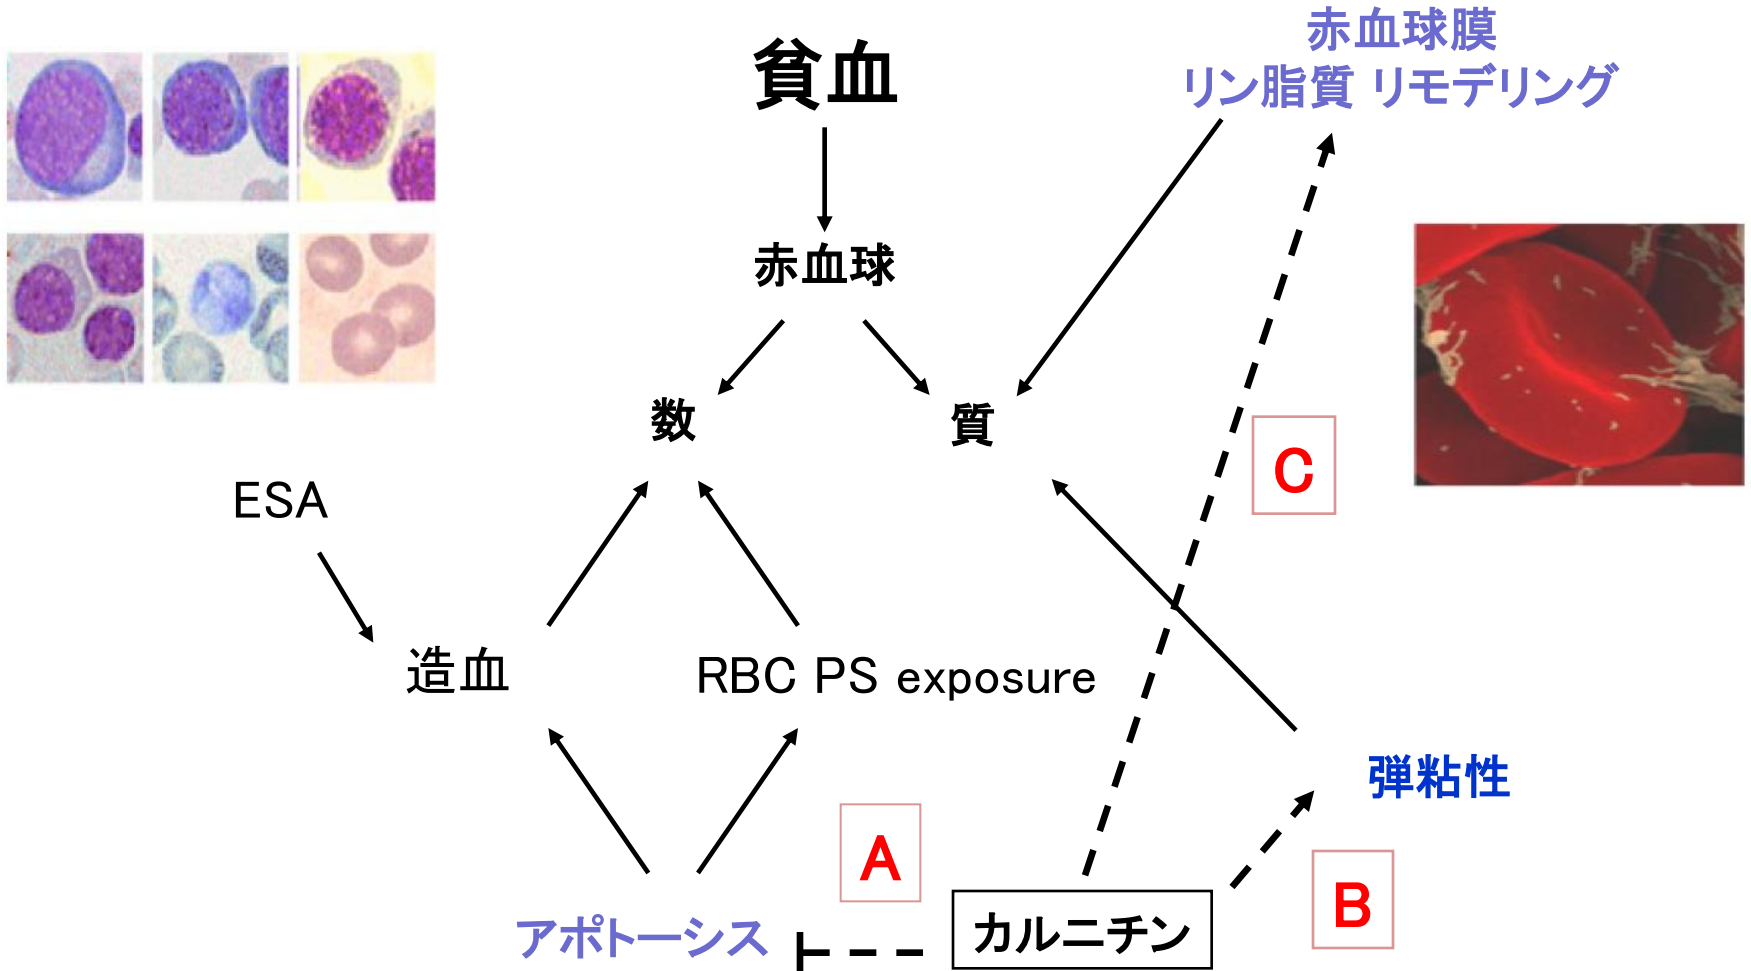 貧血
赤血球膜
リン脂質 リモデリング
赤血球
数
質
C
ESA
造血
RBC PS exposure
弾粘性
A
B
アポトーシス
カルニチン